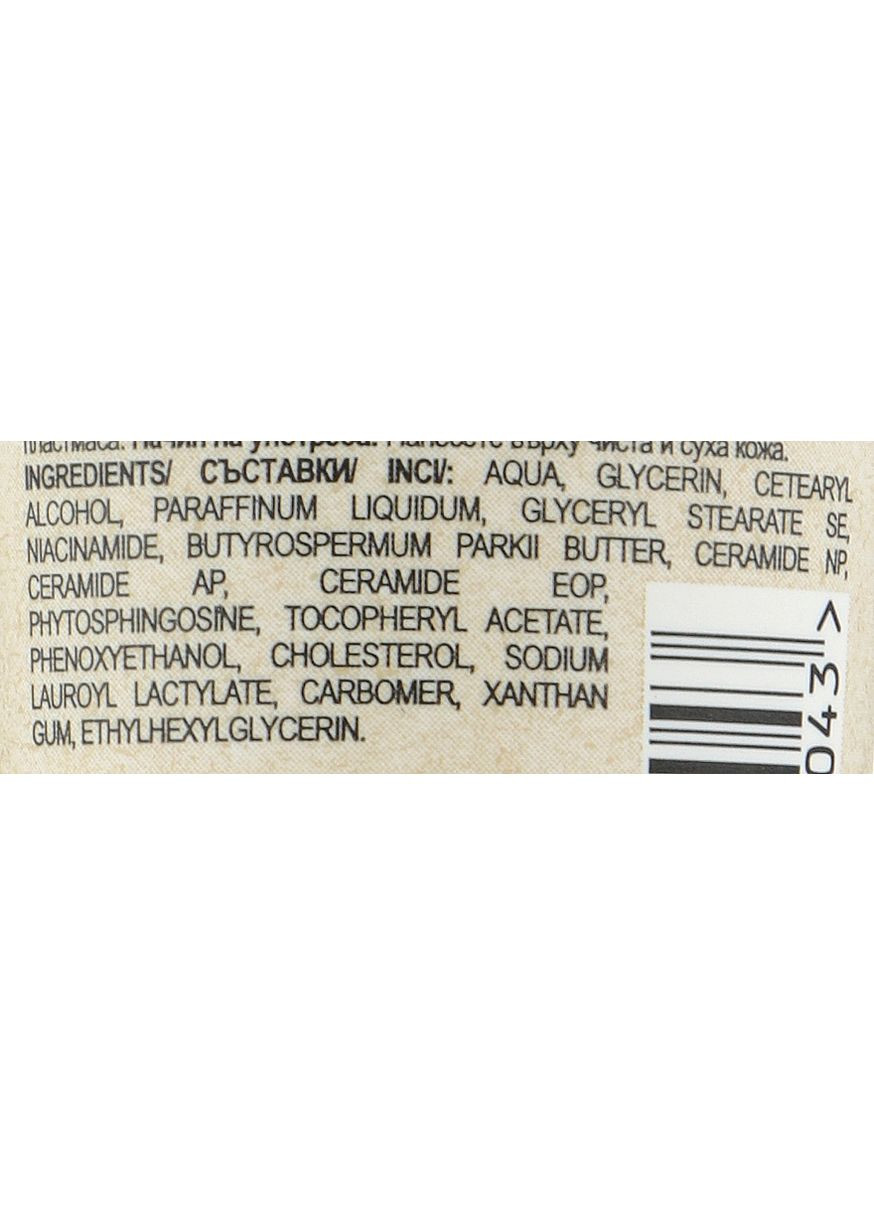 пластмаса. Начин на употреба: Нанесете върху чиста и суха кожа.
INGREDIENTS/ СЪСТАВКИ/ INCI/: AQUA, GLYCERIN, CETEARYL
ALCOHOL, PARAFFINUM LIQUIDUM, GLYCERYL STEARATE SE,
NIACINAMIDE, BUTYROSPERMUM PARKII BUTTER, CERAMIDE NP,
CERAMIDE AP, CERAMIDE EOP,
PHYTOSPHINGOSINE, TOCOPHERYL ACETATE,
PHENOXYETHANOL, CHOLESTEROL, SODIUM
LAUROYL LACTYLATE, CARBOMER, XANTHAN
GUM, ETHYLHEXYLGLYCERIN.
043 >